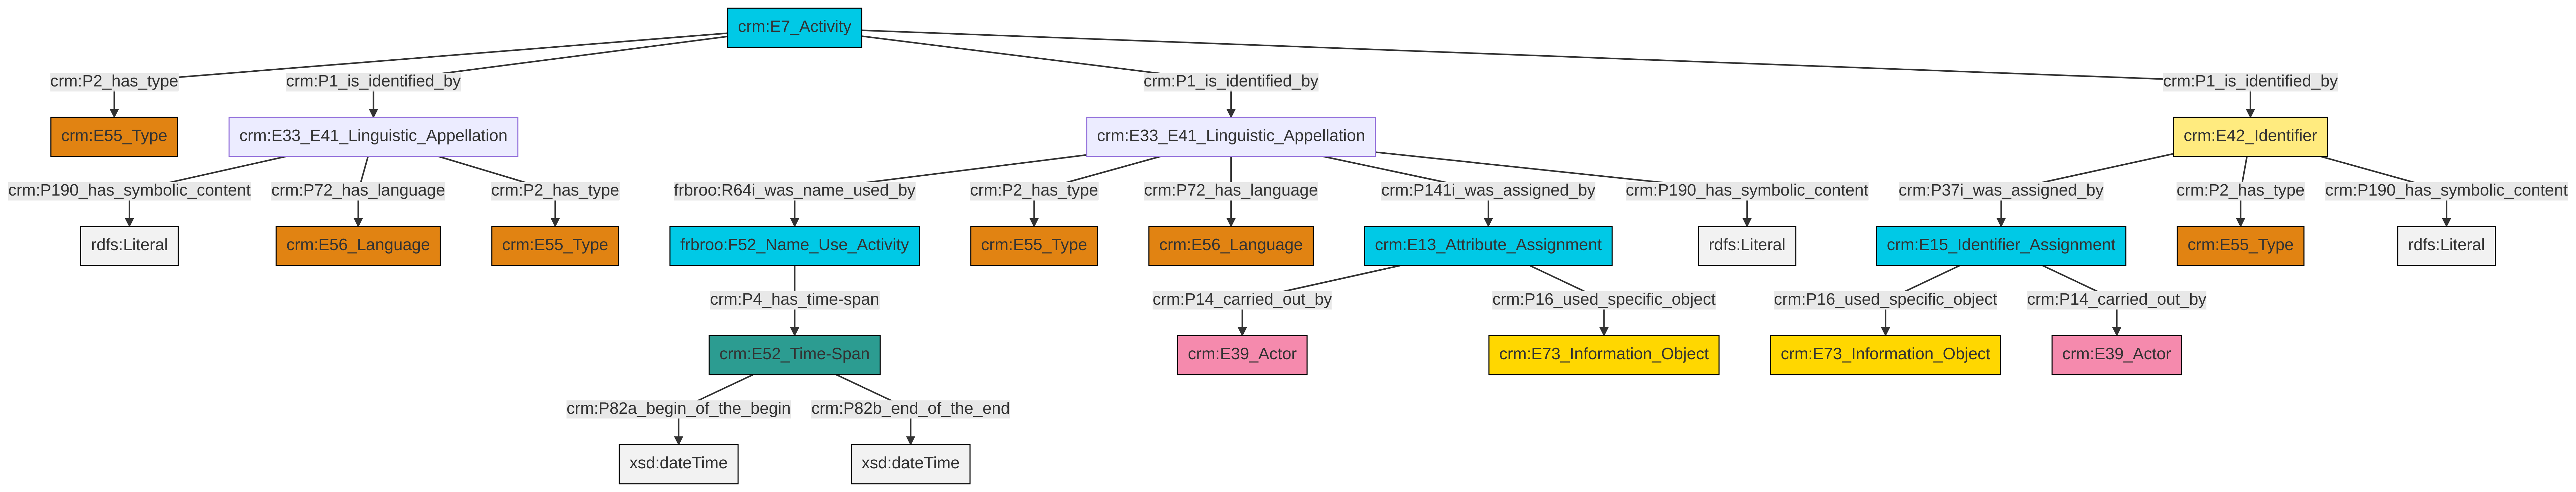 crm:E7_Activity
crm:P2_has_type
crm:P1_is_identified_by
crm:P1_is_identified_by
crm:P1_is_identified_by
crm:E55_Type
crm:E33_E41_Linguistic_Appellation
crm:E33_E41_Linguistic_Appellation
crm:E42_Identifier
crm:P190_has_symbolic_content
crm:P72_has_language
crm:P2_has_type
frbroo:R64i_was_name_used_by
crm:P2_has_type
crm:P72_has_language
crm:P141i_was_assigned_by
crm:P190_has_symbolic_content
crm:P37i_was_assigned_by
crm:P2_has_type
crm:P190_has_symbolic_content
rdfs:Literal
crm:E56_Language
crm:E55_Type
frbroo:F52_Name_Use_Activity
crm:E55_Type
crm:E56_Language
crm:E13_Attribute_Assignment
rdfs:Literal
crm:E15_Identifier_Assignment
crm:E55_Type
rdfs:Literal
crm:P4_has_time-span
crm:P14_carried_out_by
crm:P16_used_specific_object
crm:P16_used_specific_object
crm:P14_carried_out_by
crm:E52_Time-Span
crm:E39_Actor
crm:E73_Information_Object
crm:E73_Information_Object
crm:E39_Actor
crm:P82a_begin_of_the_begin
crm:P82b_end_of_the_end
xsd:dateTime
xsd:dateTime